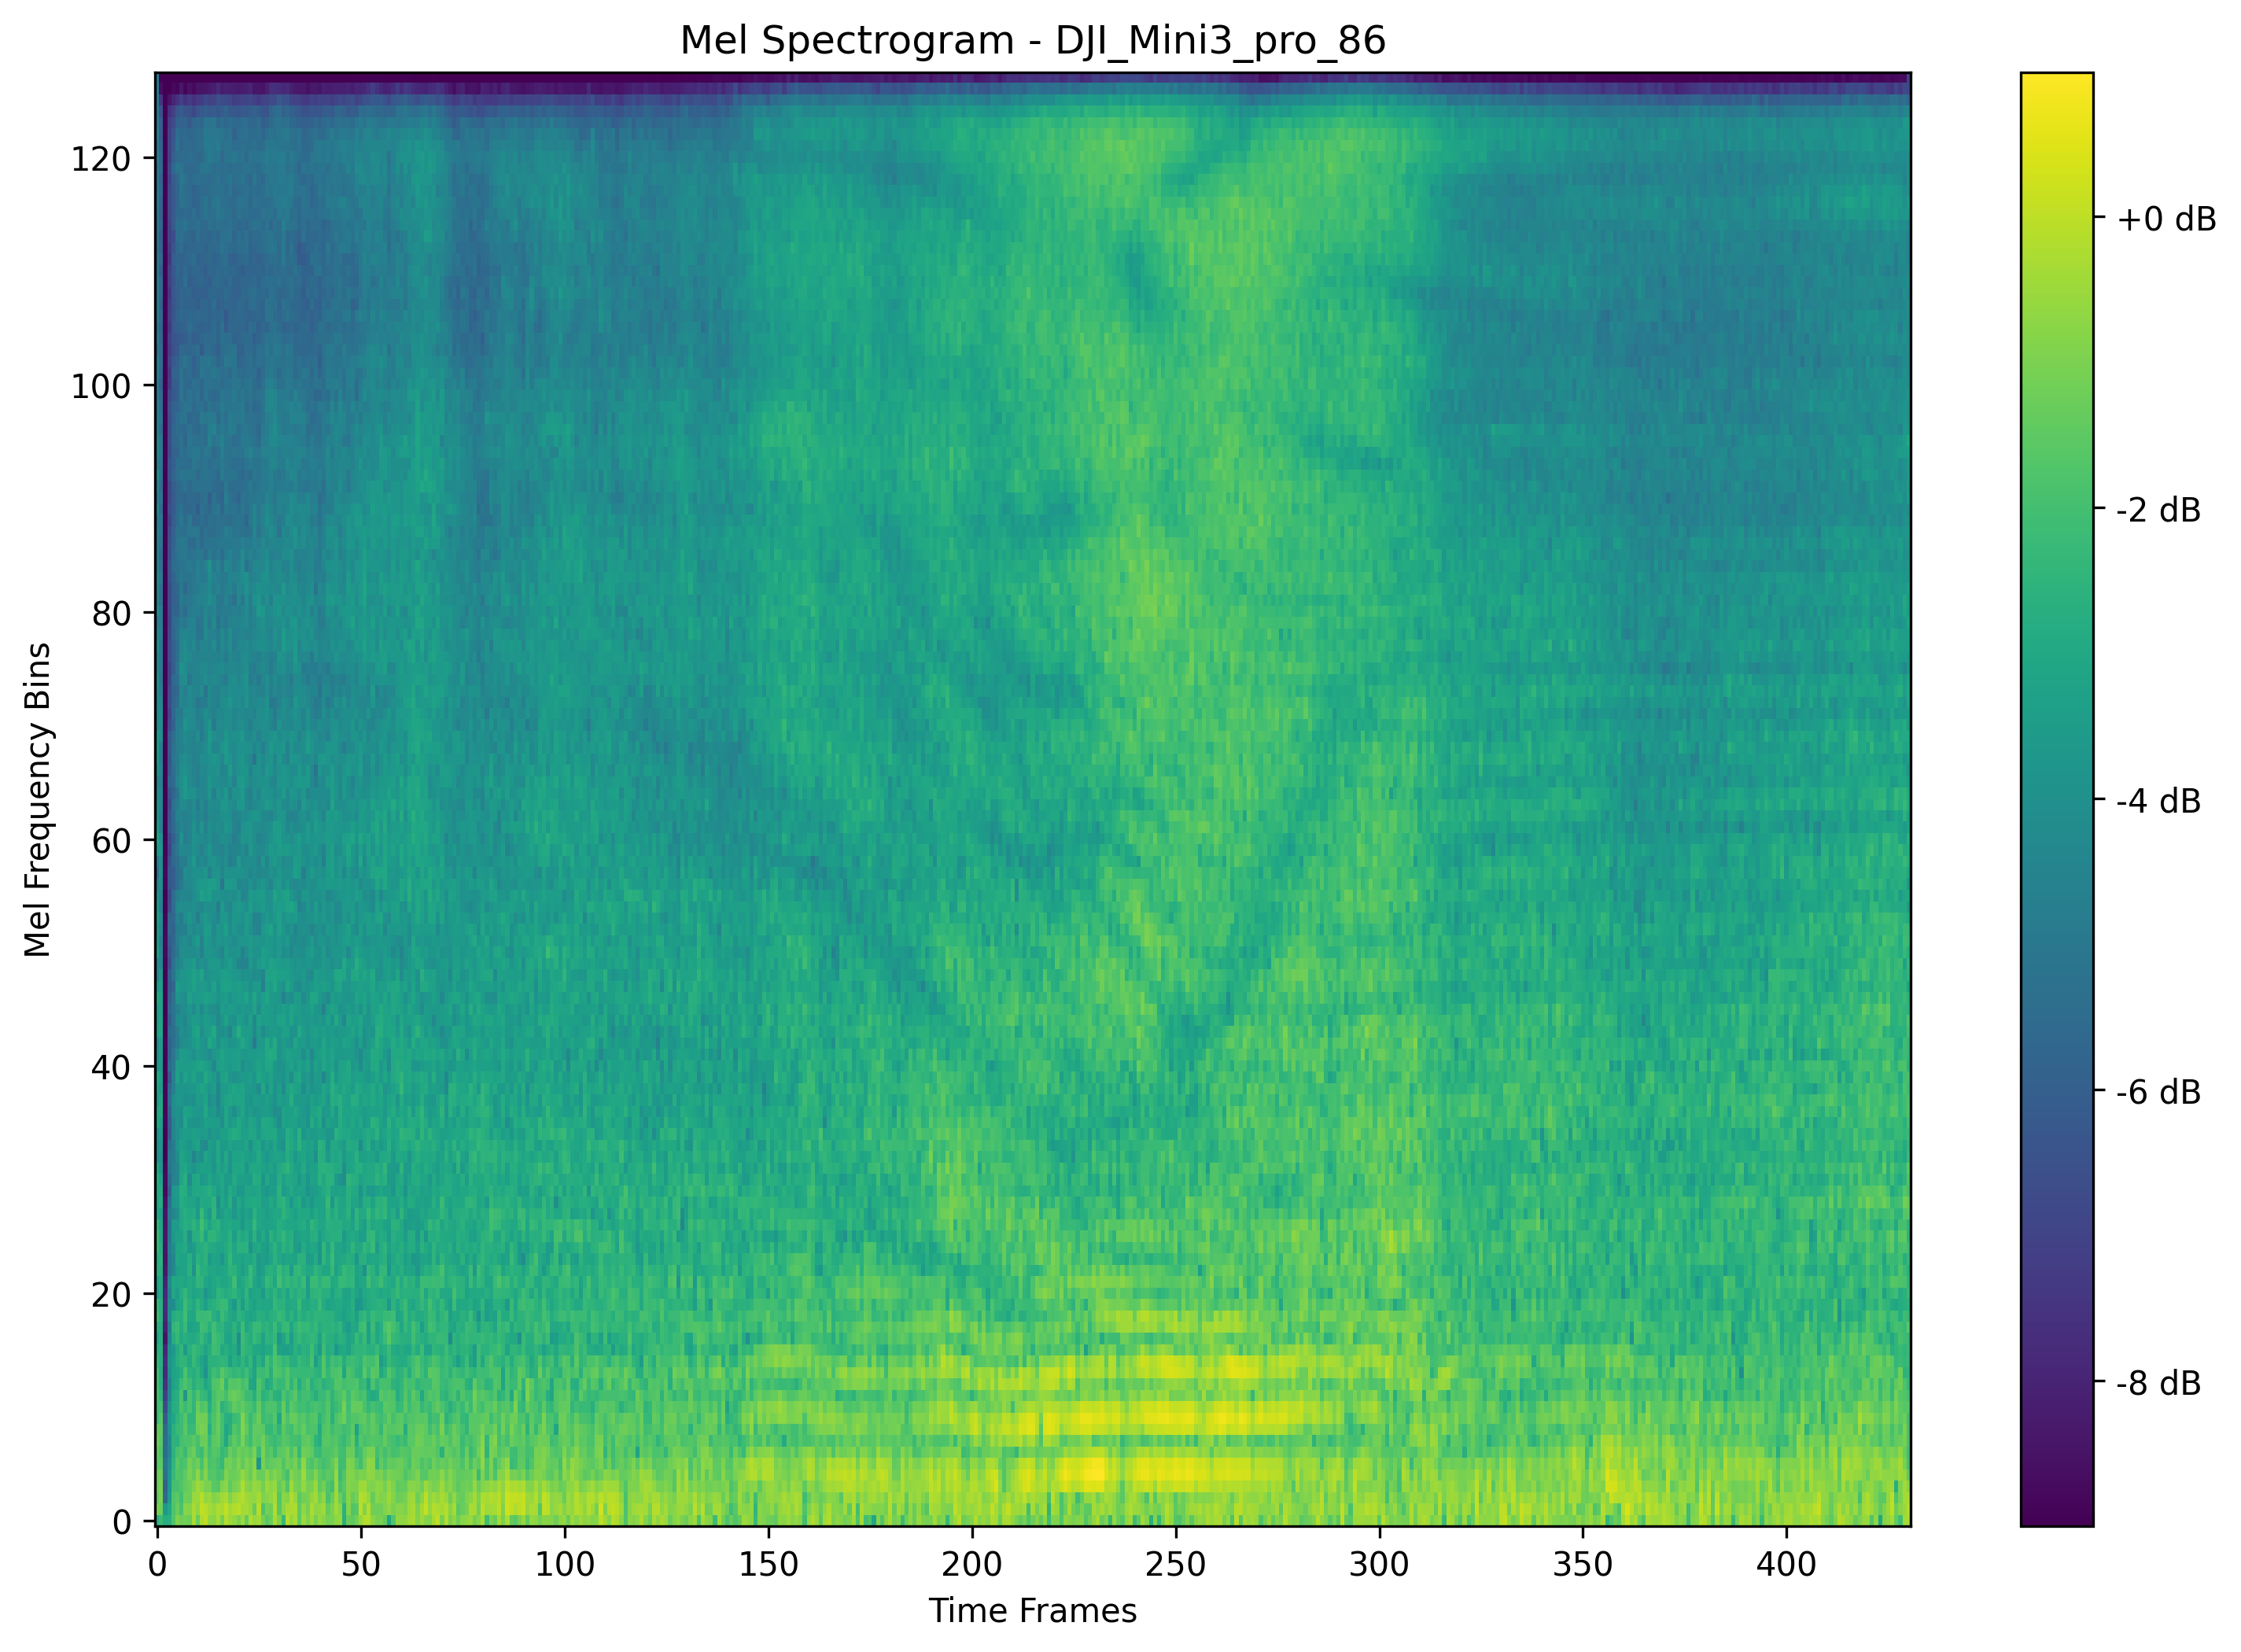 Mel Spectrogram - DJI_Mini3_pro_86
120
100
80
60
40
20
0
Mel Frequency Bins
0 50 100 150 200 250 300 350 400
Time Frames
+0 dB
-2 dB
-4 dB
-6 dB
-8 dB